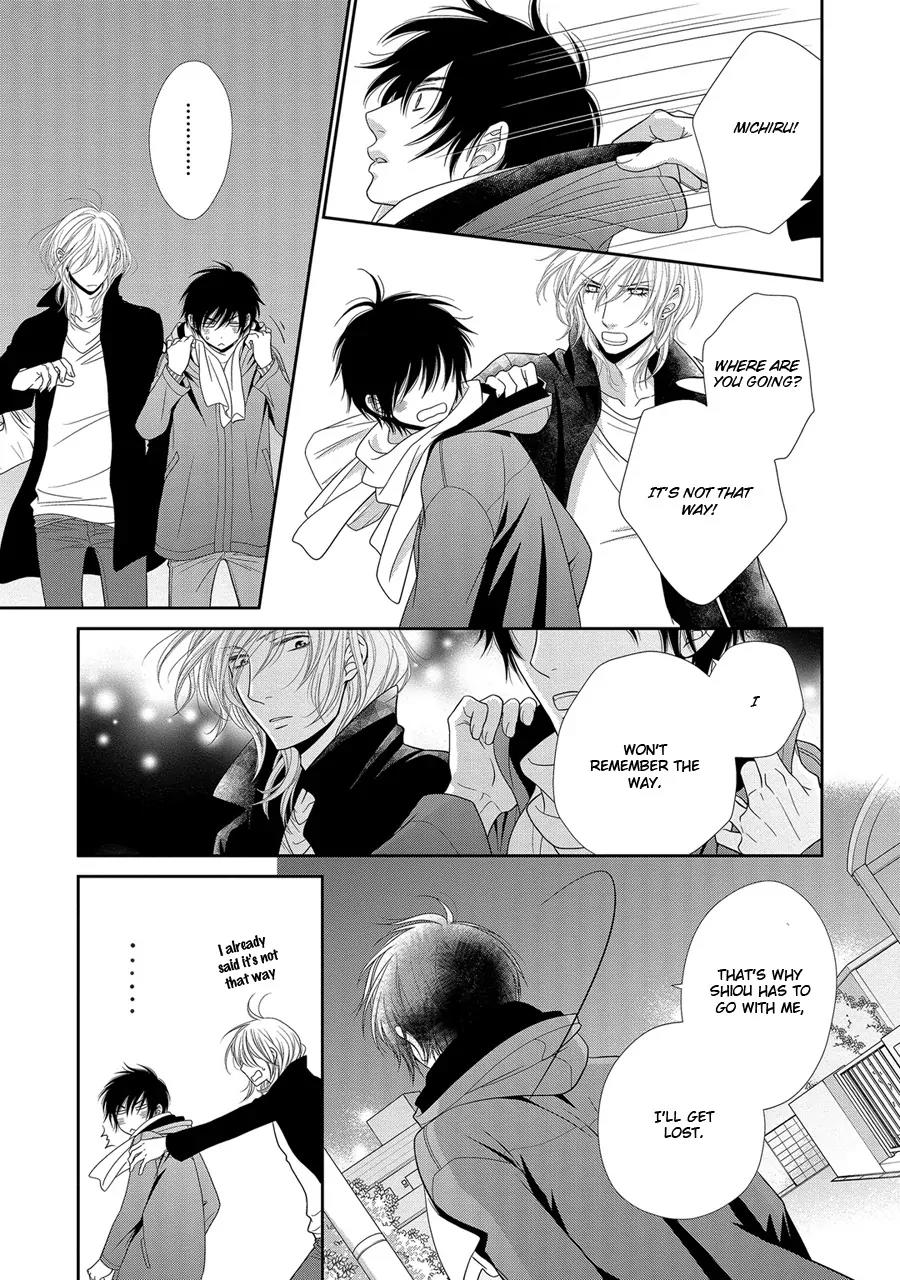 MICHIRU!
WHERE ARE
YOU GOING?
IT'S NOT THAT
WAY!
........
I
WON'T
REMEMBER THE
WAY.
THAT'S WHY
SHIOU HAS TO
GO WITH ME,
I'LL GET
LOST.
I already
said it's not
that way
......